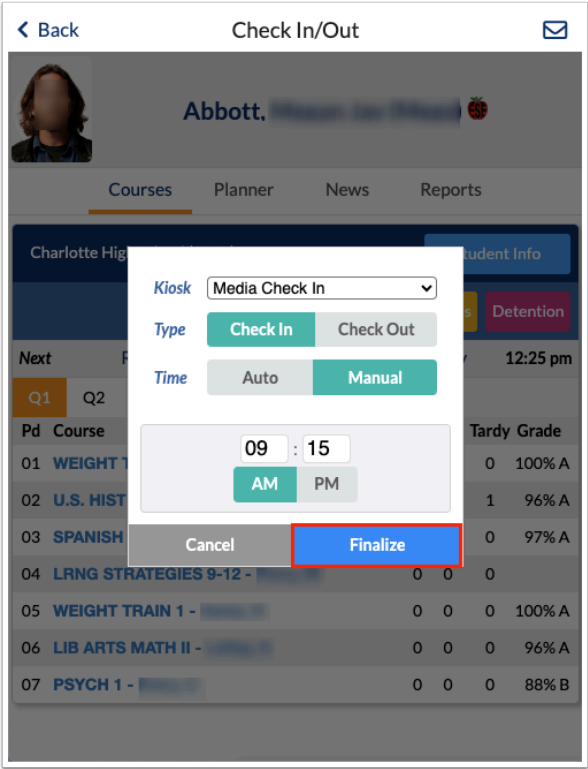 Back Check In/Out
Abbott,
Courses Planner News Reports
Charlotte Hig tudent Info
Kiosk Media Check In
s Detention
Type Check In Check Out
Next 12:25 pm
Time Auto Manual
Q1 Q2
Pd Course Tardy Grade
09 : 15
01 WEIGHT T 0 100% A
AM PM
02 U.S. HIST 1 96% A
03 SPANISH 0 97% A
Cancel Finalize
04 LRNG STRATEGIES 9-12 - 0 0 0
05 WEIGHT TRAIN 1 - 0 0 0 100% A
06 LIB ARTS MATH II - 0 0 0 96% A
07 PSYCH 1 - 0 0 0 88% B